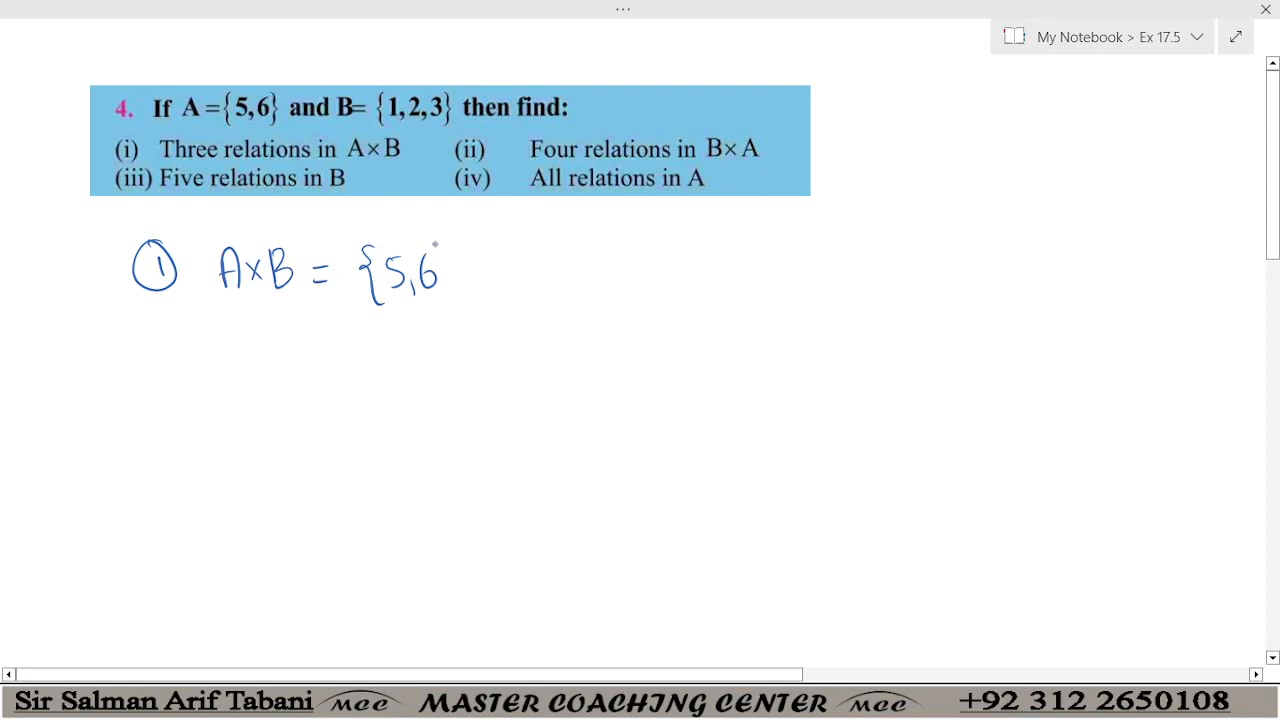 My Notebook > Ex 17.5
4. If A = {5,6} and B= {1,2,3} then find:
(i) Three relations in A×B (ii) Four relations in B×A
(iii) Five relations in B (iv) All relations in A
① A×B = {5,6
Sir Salman Arif Tabani mcc MASTER COACHING CENTER mcc +92 312 2650108